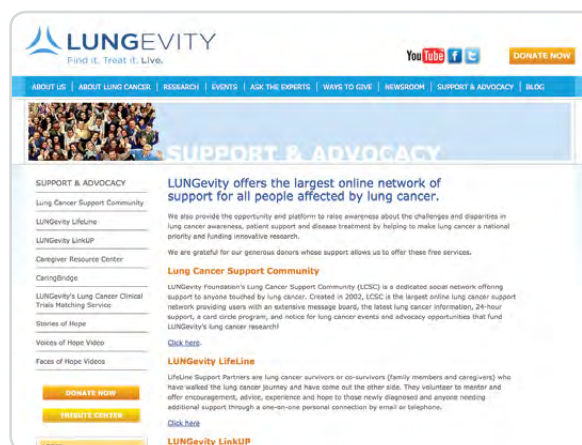 LUNGEVITY
Find it. Treat it. Live.
You Tube f t
DONATE NOW
ABOUT US | ABOUT LUNG CANCER | RESEARCH | EVENTS | ASK THE EXPERTS | WAYS TO GIVE | NEWSROOM | SUPPORT & ADVOCACY | BLOG
SUPPORT & ADVOCACY
SUPPORT & ADVOCACY
Lung Cancer Support Community
LUNGevity LifeLine
LUNGevity LinkUP
Caregiver Resource Center
CaringBridge
LUNGevity's Lung Cancer Clinical
Trials Matching Service
Stories of Hope
Voices of Hope Video
Faces of Hope Videos
DONATE NOW
TRIBUTE CENTER
LUNGevity offers the largest online network of
support for all people affected by lung cancer.
We also provide the opportunity and platform to raise awareness about the challenges and disparities in
lung cancer awareness, patient support and disease treatment by helping to make lung cancer a national
priority and funding innovative research.
We are grateful for our generous donors whose support allows us to offer these free services.
Lung Cancer Support Community
LUNGevity Foundation's Lung Cancer Support Community (LCSC) is a dedicated social network offering
support to anyone touched by lung cancer. Created in 2002, LCSC is the largest online lung cancer support
network providing users with an extensive message board, the latest lung cancer information, 24-hour
support, a card circle program, and notice for lung cancer events and advocacy opportunities that fund
LUNGevity's lung cancer research!
Click here.
LUNGevity LifeLine
LifeLine Support Partners are lung cancer survivors or co-survivors (family members and caregivers) who
have walked the lung cancer journey and have come out the other side. They volunteer to mentor and
offer encouragement, advice, experience and hope to those newly diagnosed and anyone needing
additional support through a one-on-one personal connection by email or telephone.
Click here
LUNGevity LinkUP